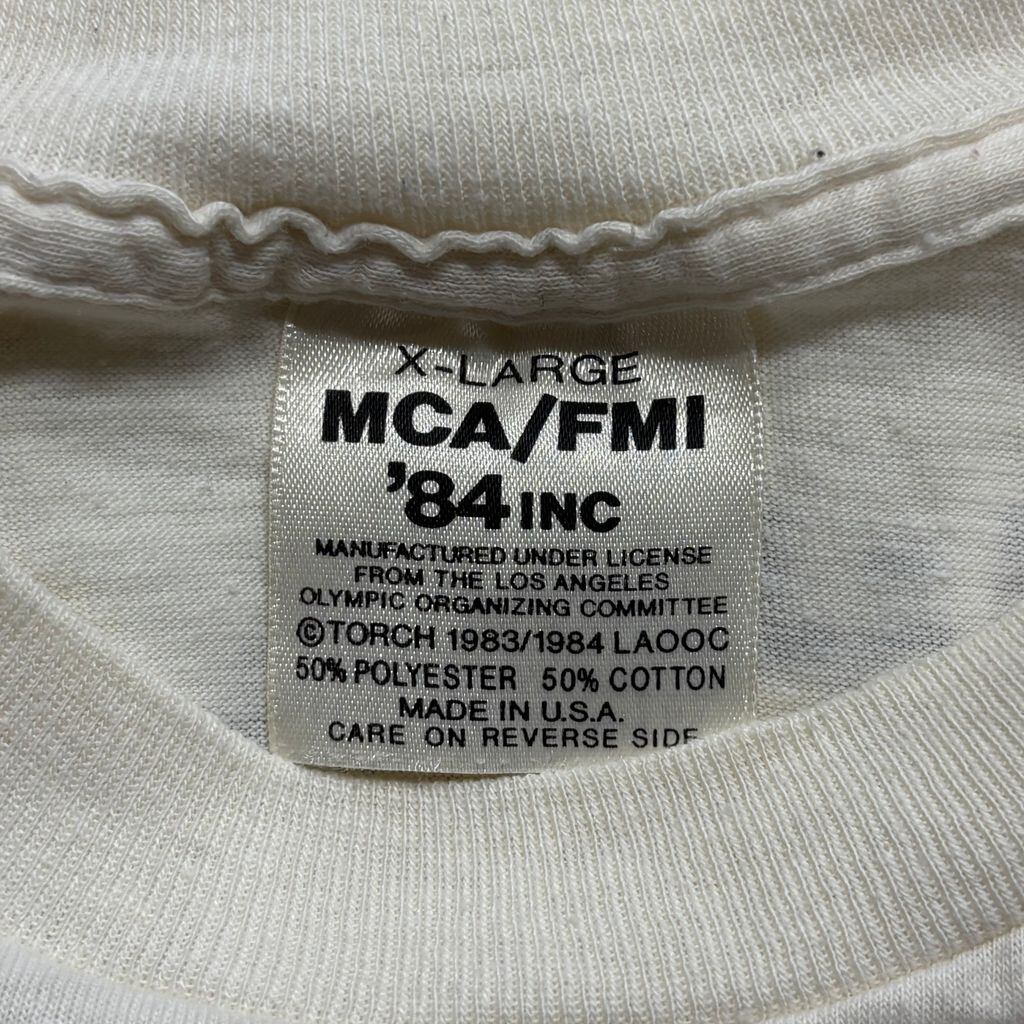 X-LARGE
MCA/FMI
'84 INC
MANUFACTURED UNDER LICENSE
FROM THE LOS ANGELES
OLYMPIC ORGANIZING COMMITTEE
©TORCH 1983/1984 LAOOC
50% POLYESTER 50% COTTON
MADE IN U.S.A.
CARE ON REVERSE SIDE